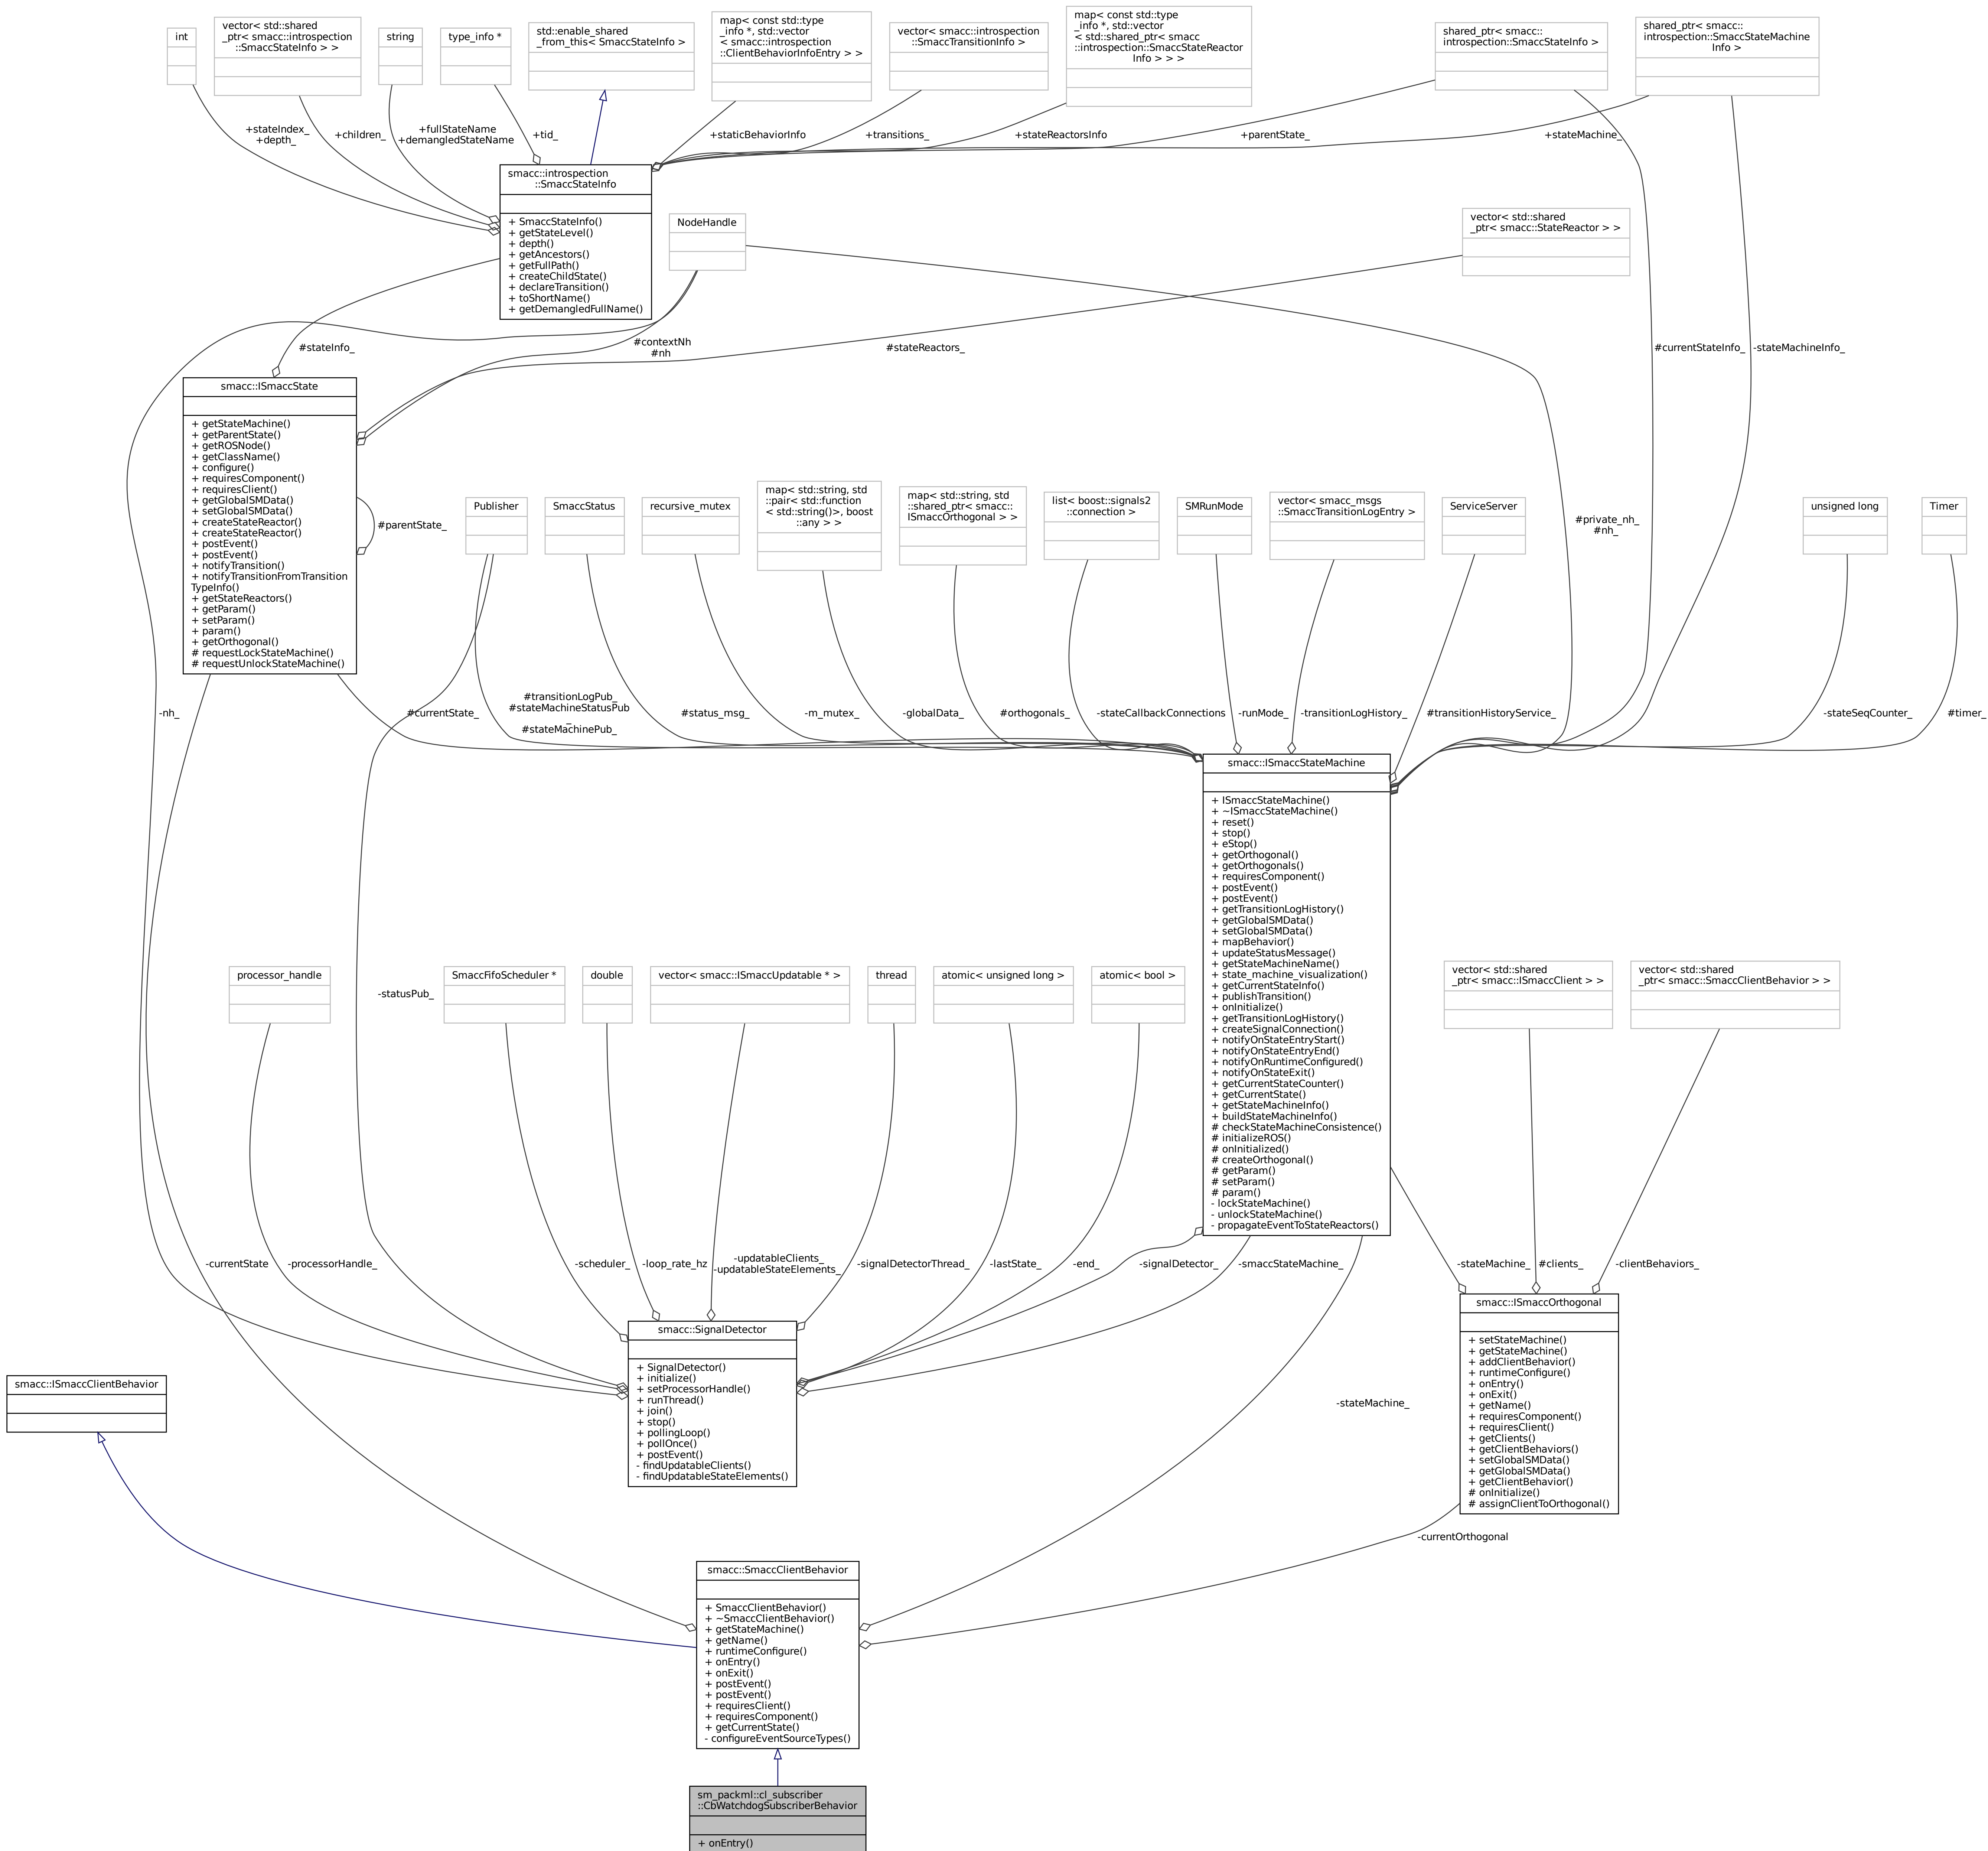 int
vector< std::shared
_ptr< smacc::introspection
::SmaccStateInfo > >
string
type_info *
std::enable_shared
_from_this< SmaccStateInfo >
map< const std::type
_info *, std::vector
< smacc::introspection
::ClientBehaviorInfoEntry > >
vector< smacc::introspection
::SmaccTransitionInfo >
map< const std::type
_info *, std::vector
< std::shared_ptr< smacc
::introspection::SmaccStateReactor
Info > > >
shared_ptr< smacc::
introspection::SmaccStateInfo >
shared_ptr< smacc::
introspection::SmaccStateMachine
Info >
+stateIndex_
+depth_
+children_
+fullStateName
+demangledStateName
+tid_
+staticBehaviorInfo
+transitions_
+stateReactorsInfo
+parentState_
+stateMachine_
smacc::introspection
::SmaccStateInfo
+ SmaccStateInfo()
+ getStateLevel()
+ depth()
+ getAncestors()
+ getFullPath()
+ createChildState()
+ declareTransition()
+ toShortName()
+ getDemangledFullName()
NodeHandle
vector< std::shared
_ptr< smacc::StateReactor > >
#stateInfo_
#contextNh
#nh
#stateReactors_
#currentStateInfo_
-stateMachineInfo_
smacc::ISmaccState
+ getStateMachine()
+ getParentState()
+ getROSNode()
+ getClassName()
+ configure()
+ requiresComponent()
+ requiresClient()
+ getGlobalSMData()
+ setGlobalSMData()
+ createStateReactor()
+ createStateReactor()
+ postEvent()
+ postEvent()
+ notifyTransition()
+ notifyTransitionFromTransition
TypeInfo()
+ getStateReactors()
+ getParam()
+ setParam()
+ param()
+ getOrthogonal()
# requestLockStateMachine()
# requestUnlockStateMachine()
#parentState_
Publisher
SmaccStatus
recursive_mutex
map< std::string, std
::pair< std::function
< std::string()>, boost
::any > >
map< std::string, std
::shared_ptr< smacc::
ISmaccOrthogonal > >
list< boost::signals2
::connection >
SMRunMode
vector< smacc_msgs
::SmaccTransitionLogEntry >
ServiceServer
#private_nh_
#nh_
unsigned long
Timer
-nh_
#currentState_
#transitionLogPub_
#stateMachineStatusPub
_
#stateMachinePub_
#status_msg_
-m_mutex_
-globalData_
#orthogonals_
-stateCallbackConnections
-runMode_
-transitionLogHistory_
#transitionHistoryService_
-stateSeqCounter_
#timer_
smacc::ISmaccStateMachine
+ ISmaccStateMachine()
+ ~ISmaccStateMachine()
+ reset()
+ stop()
+ eStop()
+ getOrthogonal()
+ getOrthogonals()
+ requiresComponent()
+ postEvent()
+ postEvent()
+ getTransitionLogHistory()
+ getGlobalSMData()
+ setGlobalSMData()
+ mapBehavior()
+ updateStatusMessage()
+ getStateMachineName()
+ state_machine_visualization()
+ getCurrentStateInfo()
+ publishTransition()
+ onInitialize()
+ getTransitionLogHistory()
+ createSignalConnection()
+ notifyOnStateEntryStart()
+ notifyOnStateEntryEnd()
+ notifyOnRuntimeConfigured()
+ notifyOnStateExit()
+ getCurrentStateCounter()
+ getCurrentState()
+ getStateMachineInfo()
+ buildStateMachineInfo()
# checkStateMachineConsistence()
# initializeROS()
# onInitialized()
# createOrthogonal()
# getParam()
# setParam()
# param()
- lockStateMachine()
- unlockStateMachine()
- propagateEventToStateReactors()
processor_handle
-statusPub_
SmaccFifoScheduler *
double
vector< smacc::ISmaccUpdatable * >
thread
atomic< unsigned long >
atomic< bool >
vector< std::shared
_ptr< smacc::ISmaccClient > >
vector< std::shared
_ptr< smacc::SmaccClientBehavior > >
-currentState
-processorHandle_
-scheduler_
-loop_rate_hz
-updatableClients_
-updatableStateElements_
-signalDetectorThread_
-lastState_
-end_
-signalDetector_
-smaccStateMachine_
-stateMachine_
#clients_
-clientBehaviors_
smacc::SignalDetector
+ SignalDetector()
+ initialize()
+ setProcessorHandle()
+ runThread()
+ join()
+ stop()
+ pollingLoop()
+ pollOnce()
+ postEvent()
- findUpdatableClients()
- findUpdatableStateElements()
smacc::ISmaccOrthogonal
+ setStateMachine()
+ getStateMachine()
+ addClientBehavior()
+ runtimeConfigure()
+ onEntry()
+ onExit()
+ getName()
+ requiresComponent()
+ requiresClient()
+ getClients()
+ getClientBehaviors()
+ setGlobalSMData()
+ getGlobalSMData()
+ getClientBehavior()
# onInitialize()
# assignClientToOrthogonal()
smacc::ISmaccClientBehavior
-stateMachine_
-currentOrthogonal
smacc::SmaccClientBehavior
+ SmaccClientBehavior()
+ ~SmaccClientBehavior()
+ getStateMachine()
+ getName()
+ runtimeConfigure()
+ onEntry()
+ onExit()
+ postEvent()
+ postEvent()
+ requiresClient()
+ requiresComponent()
+ getCurrentState()
- configureEventSourceTypes()
sm_packml::cl_subscriber
::CbWatchdogSubscriberBehavior
+ onEntry()